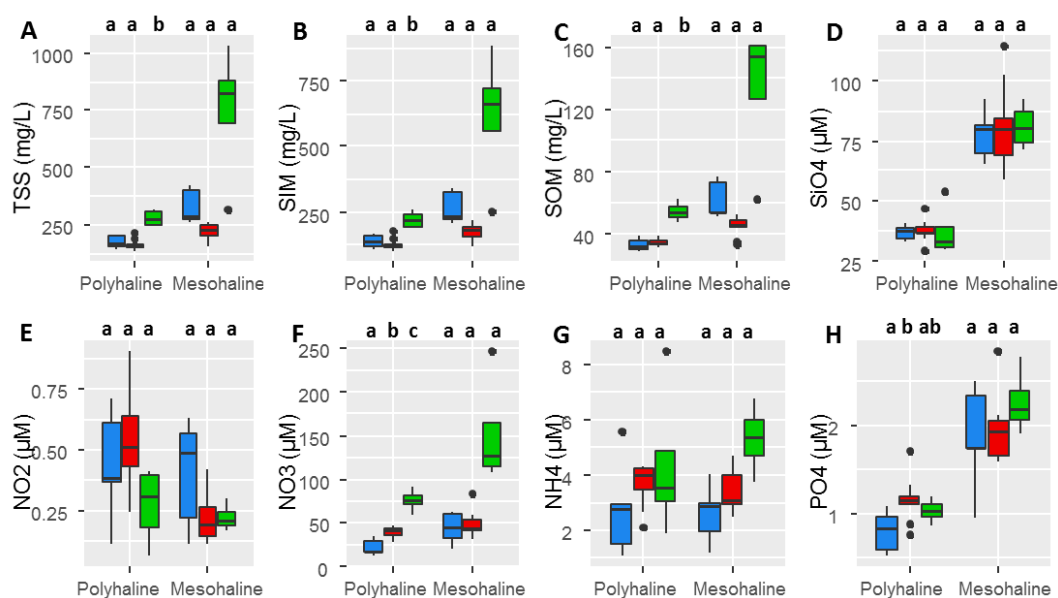 A a a b a a a
TSS (mg/L)
1000
750
500
250
Polyhaline Mesohaline
B a a b a a a
SIM (mg/L)
750
500
250
Polyhaline Mesohaline
C a a b a a a
SOM (mg/L)
160
120
80
40
Polyhaline Mesohaline
D a a a a a a
SiO4 (µM)
100
75
50
25
Polyhaline Mesohaline
E a a a a a a
NO2 (µM)
0.75
0.50
0.25
Polyhaline Mesohaline
F a b c a a a
NO3 (µM)
250
200
150
100
50
0
Polyhaline Mesohaline
G a a a a a a
NH4 (µM)
8
6
4
2
Polyhaline Mesohaline
H a b ab a a a
PO4 (µM)
2
1
Polyhaline Mesohaline